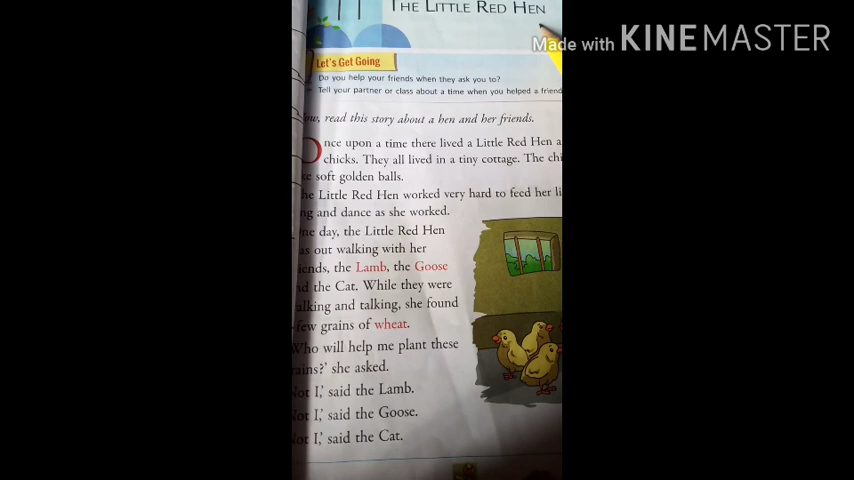 THE LITTLE RED HEN
Made with KINEMASTER
Let's Get Going
Do you help your friends when they ask you to?
Tell your partner or class about a time when you helped a friend
read this story about a hen and her friends.
nce upon a time there lived a Little Red Hen a
chicks. They all lived in a tiny cottage. The chi
soft golden balls.
he Little Red Hen worked very hard to feed her li
ng and dance as she worked.
ne day, the Little Red Hen
as out walking with her
iends, the Lamb, the Goose
nd the Cat. While they were
alking and talking, she found
few grains of wheat.
Who will help me plant these
rains?' she asked.
ot I,' said the Lamb.
ot I,' said the Goose.
ot I,' said the Cat.